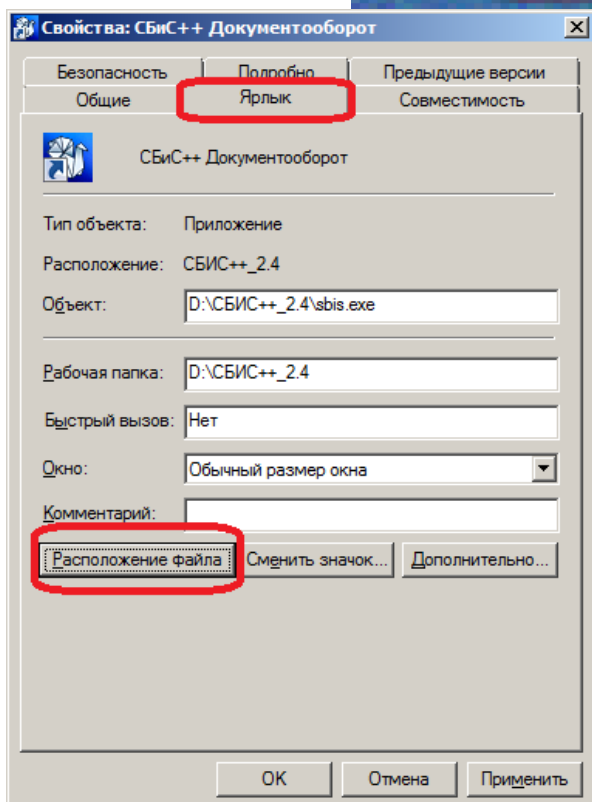 Свойства: СБиС++ Документооборот
Безопасность Подробно Предыдущие версии
Общие Ярлык Совместимость
СБиС++ Документооборот
Тип объекта: Приложение
Расположение: СБИС++_2.4
Объект: D:\СБИС++_2.4\sbis.exe
Рабочая папка: D:\СБИС++_2.4
Быстрый вызов: Нет
Окно: Обычный размер окна
Комментарий:
Расположение файла Сменить значок... Дополнительно...
OK Отмена Применить